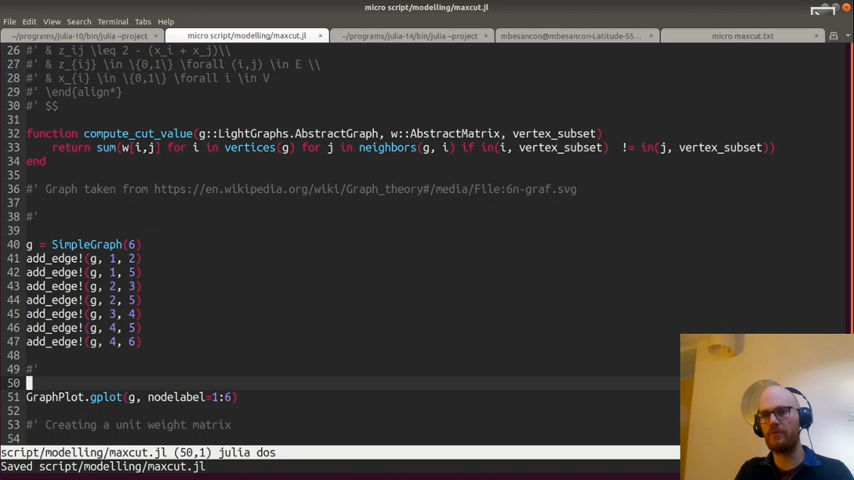 micro script/modelling/maxcut.jl
File Edit View Search Terminal Tabs Help
~/programs/julia-10/bin/julia —project × micro script/modelling/maxcut.jl × ~/programs/julia-14/bin/julia —project × mbesancon@mbesancon-Latitude-55... × micro maxcut.txt ×
26 #' & z_ij \leq 2 - (x_i + x_j)\\
27 #' & z_{ij} \in \{0,1\} \forall (i,j) \in E \\
28 #' & x_{i} \in \{0,1\} \forall i \in V
29 #' \end{align*}
30 #' $$
31
32 function compute_cut_value(g::LightGraphs.AbstractGraph, w::AbstractMatrix, vertex_subset)
33 return sum(w[i,j] for i in vertices(g) for j in neighbors(g, i) if in(i, vertex_subset) != in(j, vertex_subset))
34 end
35
36 #' Graph taken from https://en.wikipedia.org/wiki/Graph_theory#/media/File:6n-graf.svg
37
38 #'
39
40 g = SimpleGraph(6)
41 add_edge!(g, 1, 2)
42 add_edge!(g, 1, 5)
43 add_edge!(g, 2, 3)
44 add_edge!(g, 2, 5)
45 add_edge!(g, 3, 4)
46 add_edge!(g, 4, 5)
47 add_edge!(g, 4, 6)
48
49 #'
50
51 GraphPlot.gplot(g, nodelabel=1:6)
52
53 #' Creating a unit weight matrix
54
script/modelling/maxcut.jl (50,1) julia dos
Saved script/modelling/maxcut.jl